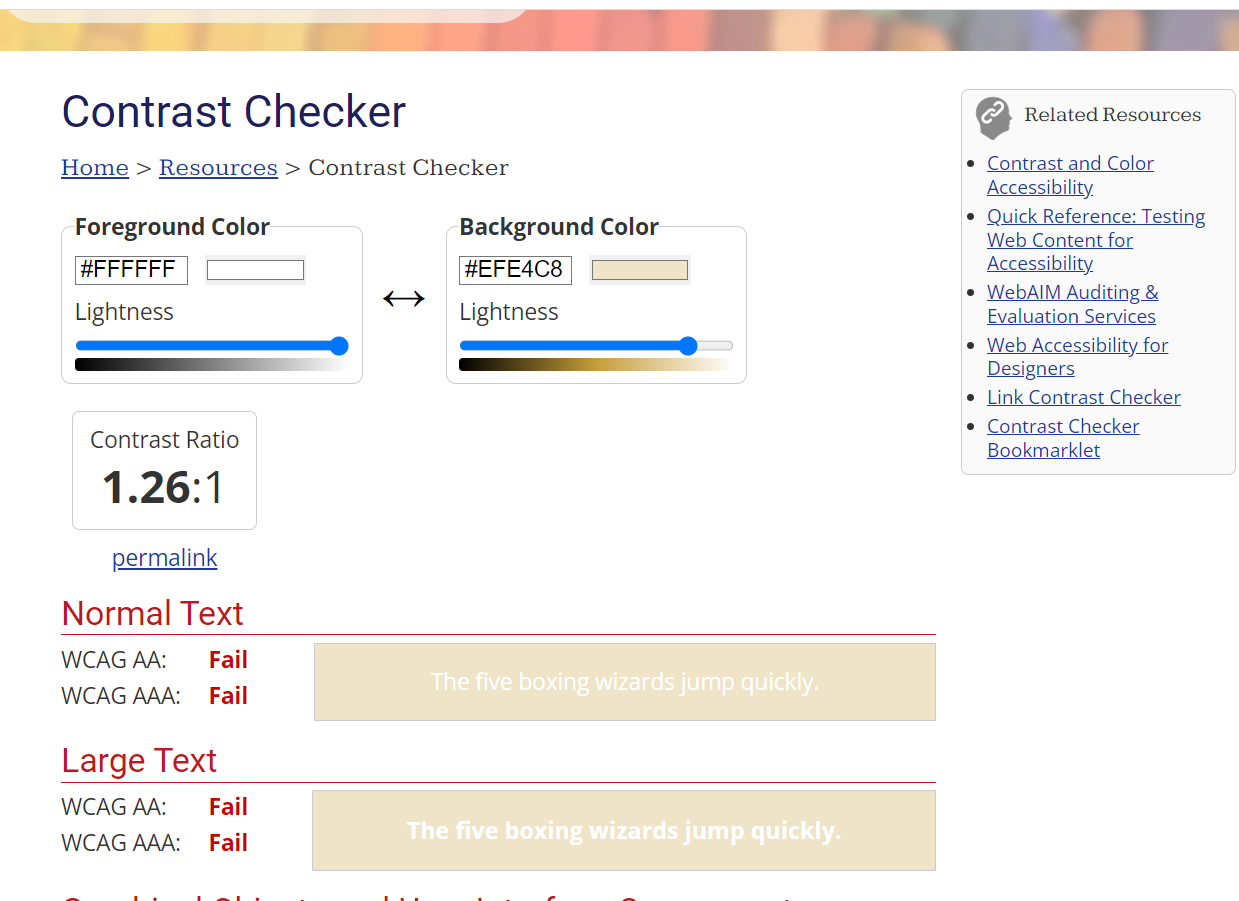 Contrast Checker
Home > Resources > Contrast Checker
Foreground Color
#FFFFFF
Lightness
Background Color
#EFE4C8
Lightness
Contrast Ratio
1.26:1
permalink
Normal Text
WCAG AA: Fail
WCAG AAA: Fail
The five boxing wizards jump quickly.
Large Text
WCAG AA: Fail
WCAG AAA: Fail
The five boxing wizards jump quickly.
Related Resources
Contrast and Color
Accessibility
Quick Reference: Testing
Web Content for
Accessibility
WebAIM Auditing &
Evaluation Services
Web Accessibility for
Designers
Link Contrast Checker
Contrast Checker
Bookmarklet